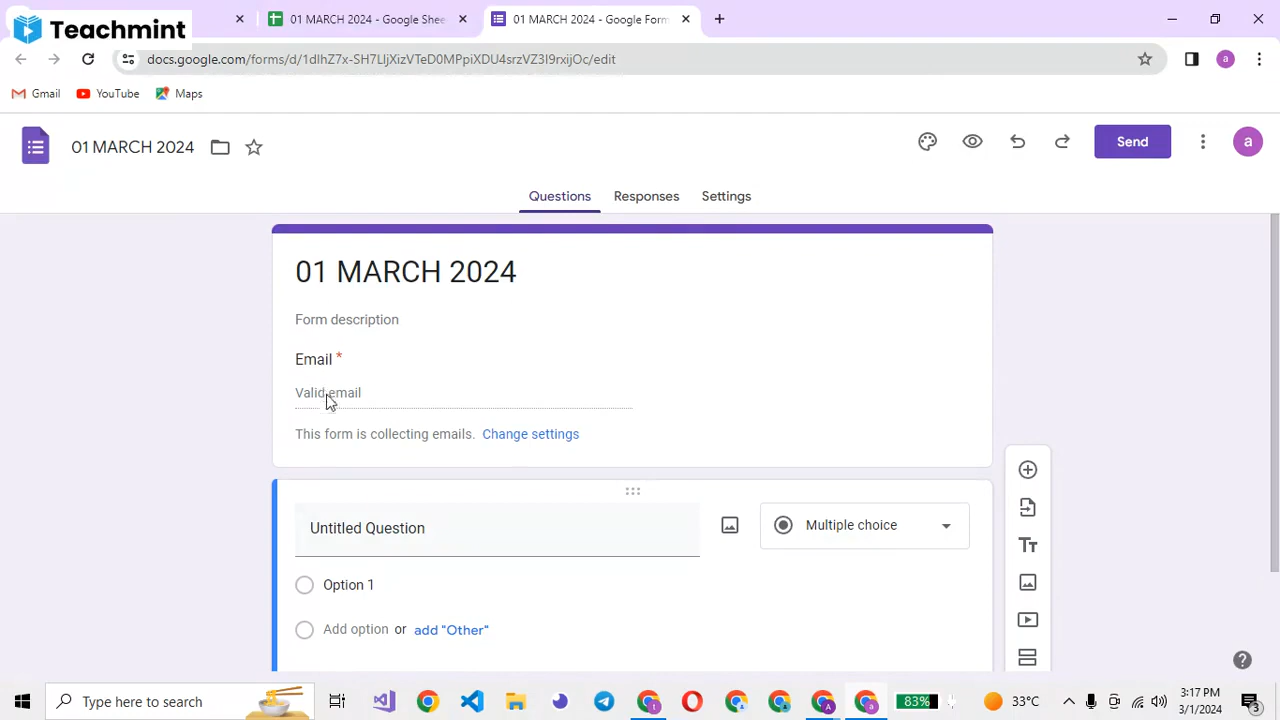 Teachmint
01 MARCH 2024 - Google Shee
01 MARCH 2024 - Google Form
docs.google.com/forms/d/1dIhZ7x-SH7LljXizVTeD0MPpiXDU4srzVZ3I9rxijOc/edit
a
Gmail
YouTube
Maps
01 MARCH 2024
Send
a
Questions
Responses
Settings
01 MARCH 2024
Form description
Email *
Valid email
This form is collecting emails. Change settings
Untitled Question
Multiple choice
Option 1
Add option or add "Other"
Type here to search
83%
33°C
3:17 PM
3/1/2024
3